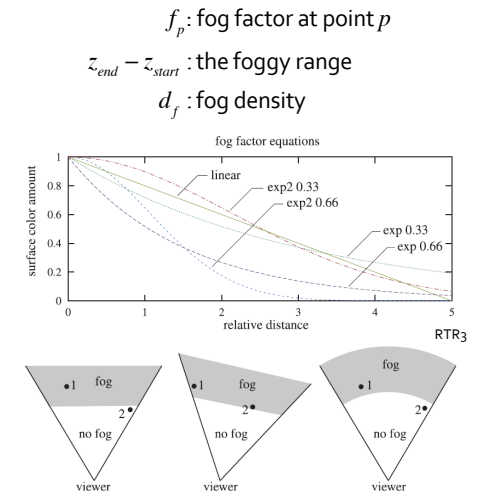 f_p : fog factor at point p
z_end − z_start : the foggy range
d_f : fog density
fog factor equations
surface color amount
1
0.8
0.6
0.4
0.2
0
linear
exp2 0.33
exp2 0.66
exp 0.33
exp 0.66
0 1 2 3 4 5
relative distance
RTR3
1 fog
2
no fog
viewer
1
fog
2
no fog
viewer
1 fog
2
no fog
viewer